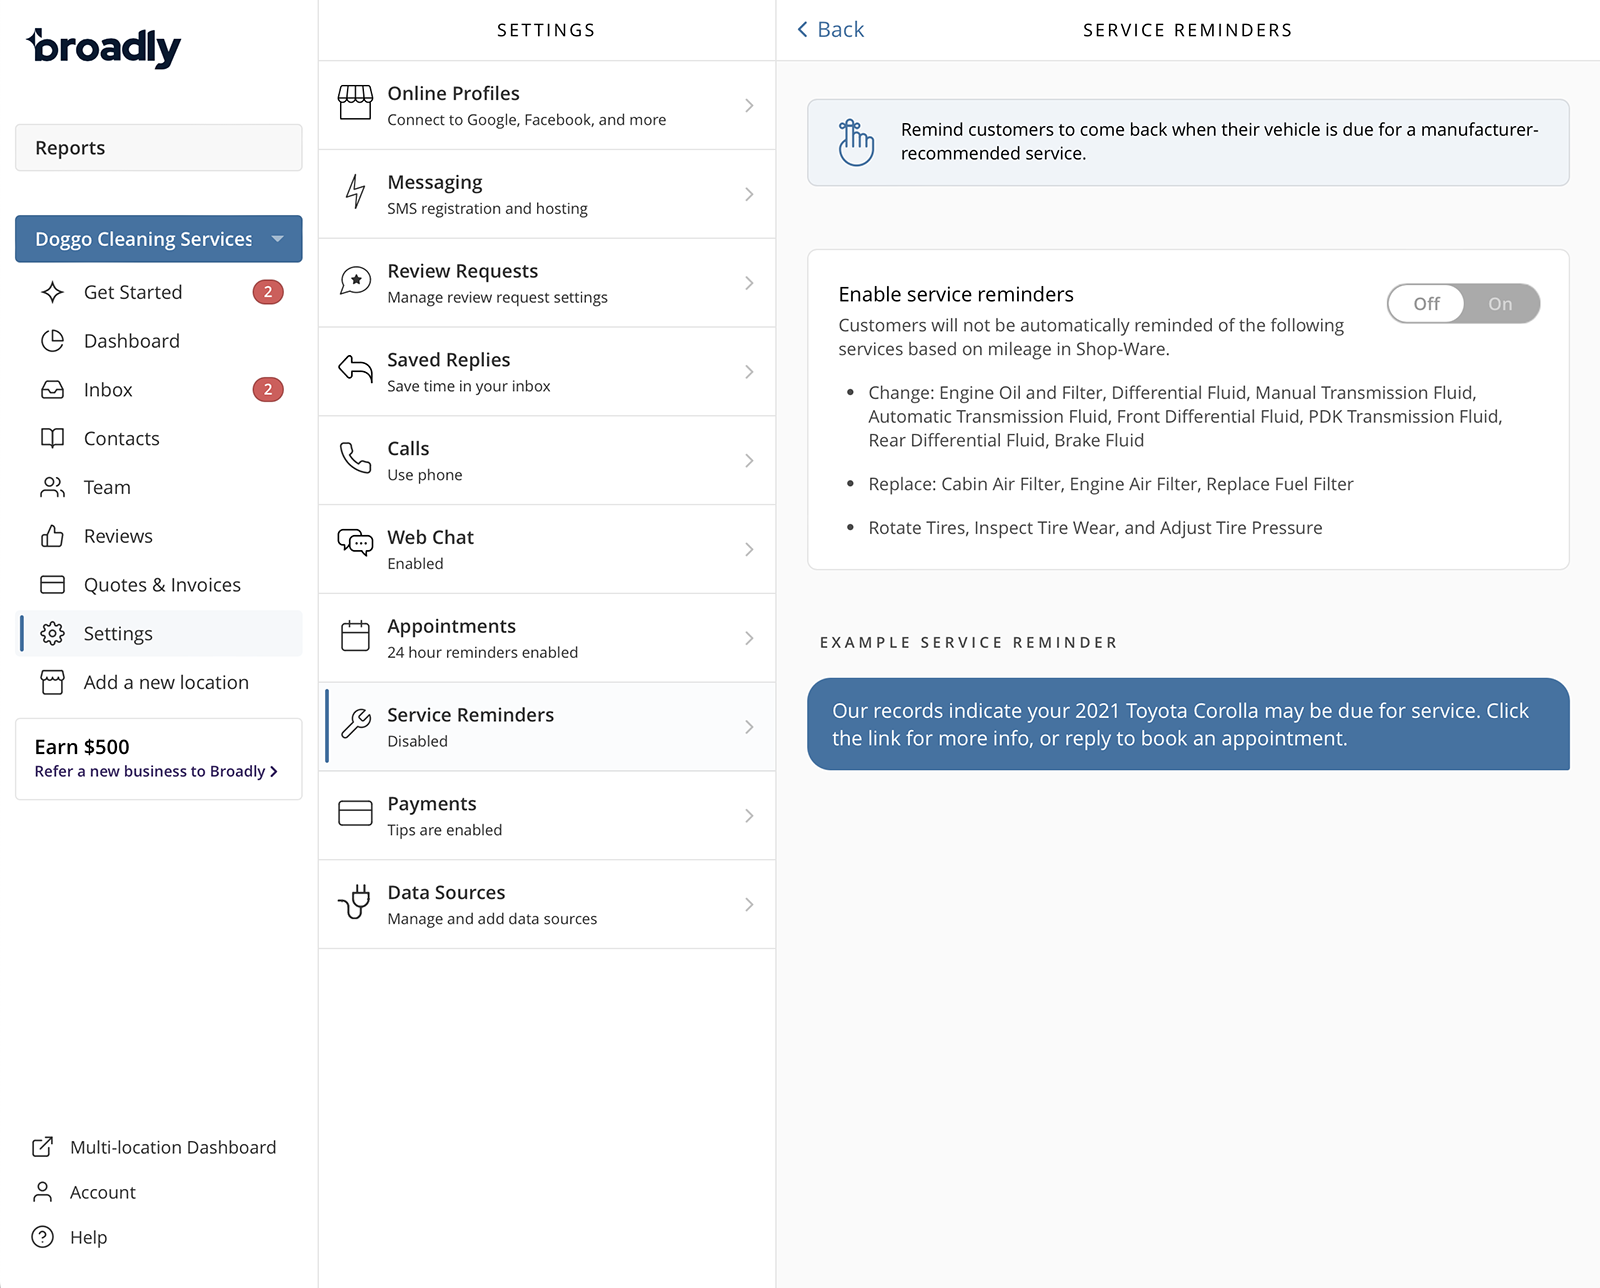 broadly
Reports
Doggo Cleaning Services
Get Started 2
Dashboard
Inbox 2
Contacts
Team
Reviews
Quotes & Invoices
Settings
Add a new location
Earn $500
Refer a new business to Broadly
Multi-location Dashboard
Account
Help
SETTINGS
Online Profiles
Connect to Google, Facebook, and more
Messaging
SMS registration and hosting
Review Requests
Manage review request settings
Saved Replies
Save time in your inbox
Calls
Use phone
Web Chat
Enabled
Appointments
24 hour reminders enabled
Service Reminders
Disabled
Payments
Tips are enabled
Data Sources
Manage and add data sources
Back
SERVICE REMINDERS
Remind customers to come back when their vehicle is due for a manufacturer-
recommended service.
Enable service reminders
Off On
Customers will not be automatically reminded of the following
services based on mileage in Shop-Ware.
• Change: Engine Oil and Filter, Differential Fluid, Manual Transmission Fluid,
Automatic Transmission Fluid, Front Differential Fluid, PDK Transmission Fluid,
Rear Differential Fluid, Brake Fluid
• Replace: Cabin Air Filter, Engine Air Filter, Replace Fuel Filter
• Rotate Tires, Inspect Tire Wear, and Adjust Tire Pressure
EXAMPLE SERVICE REMINDER
Our records indicate your 2021 Toyota Corolla may be due for service. Click
the link for more info, or reply to book an appointment.